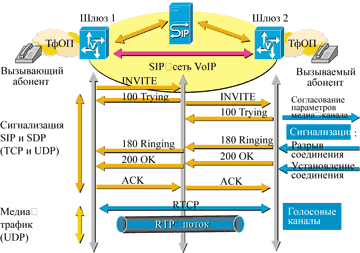 Шлюз 1
Шлюз 2
SIP
ТфОП
ТфОП
SIP сеть VoIP
Вызывающий абонент
Вызываемый абонент
INVITE
100 Trying
INVITE
100 Trying
Согласование параметров медиа канала
Сигнализация:
Сигнализация SIP и SDP (TCP и UDP)
180 Ringing
180 Ringing
Разрыв соединения
200 OK
200 OK
Установление соединения
ACK
ACK
RTCP
Голосовые каналы
Медиа трафик (UDP)
RTP поток